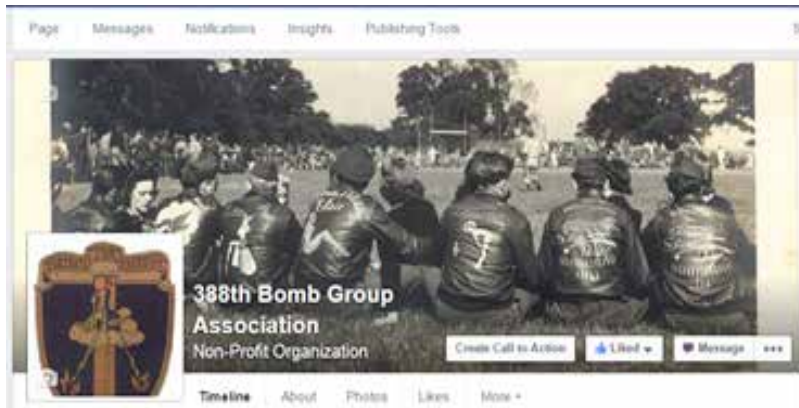 Page Messages Notifications Insights Publishing Tools
388th Bomb Group
Association
Non-Profit Organization
Create Call to Action Liked Message
Timeline About Photos Likes More